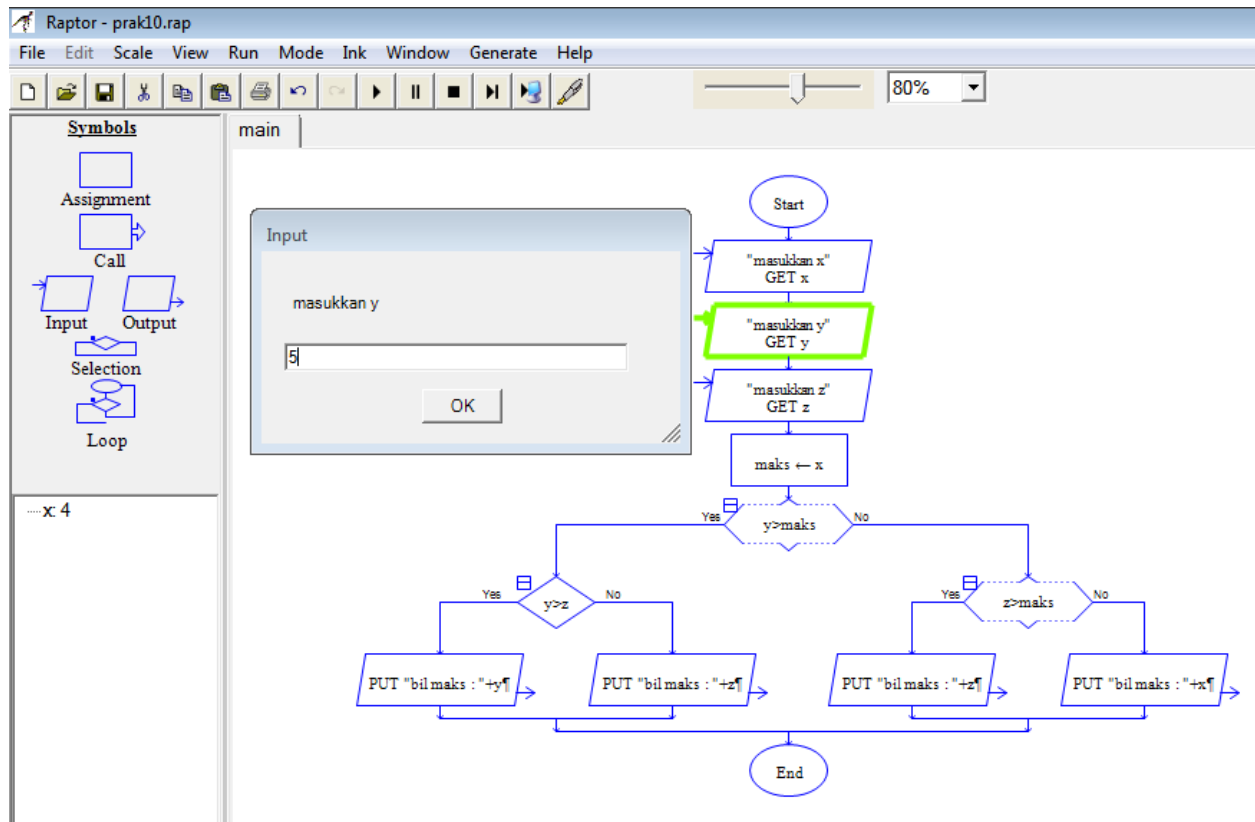 Raptor - prak10.rap
File Edit Scale View Run Mode Ink Window Generate Help
80%
Symbols
Assignment
Call
Input Output
Selection
Loop
x: 4
main
Input
masukkan y
5
OK
Start
"masukkan x"
GET x
"masukkan y"
GET y
"masukkan z"
GET z
maks ← x
Yes y>maks No
Yes y>z No
Yes z>maks No
PUT "bil maks : "+y¶
PUT "bil maks : "+z¶
PUT "bil maks : "+z¶
PUT "bil maks : "+x¶
End